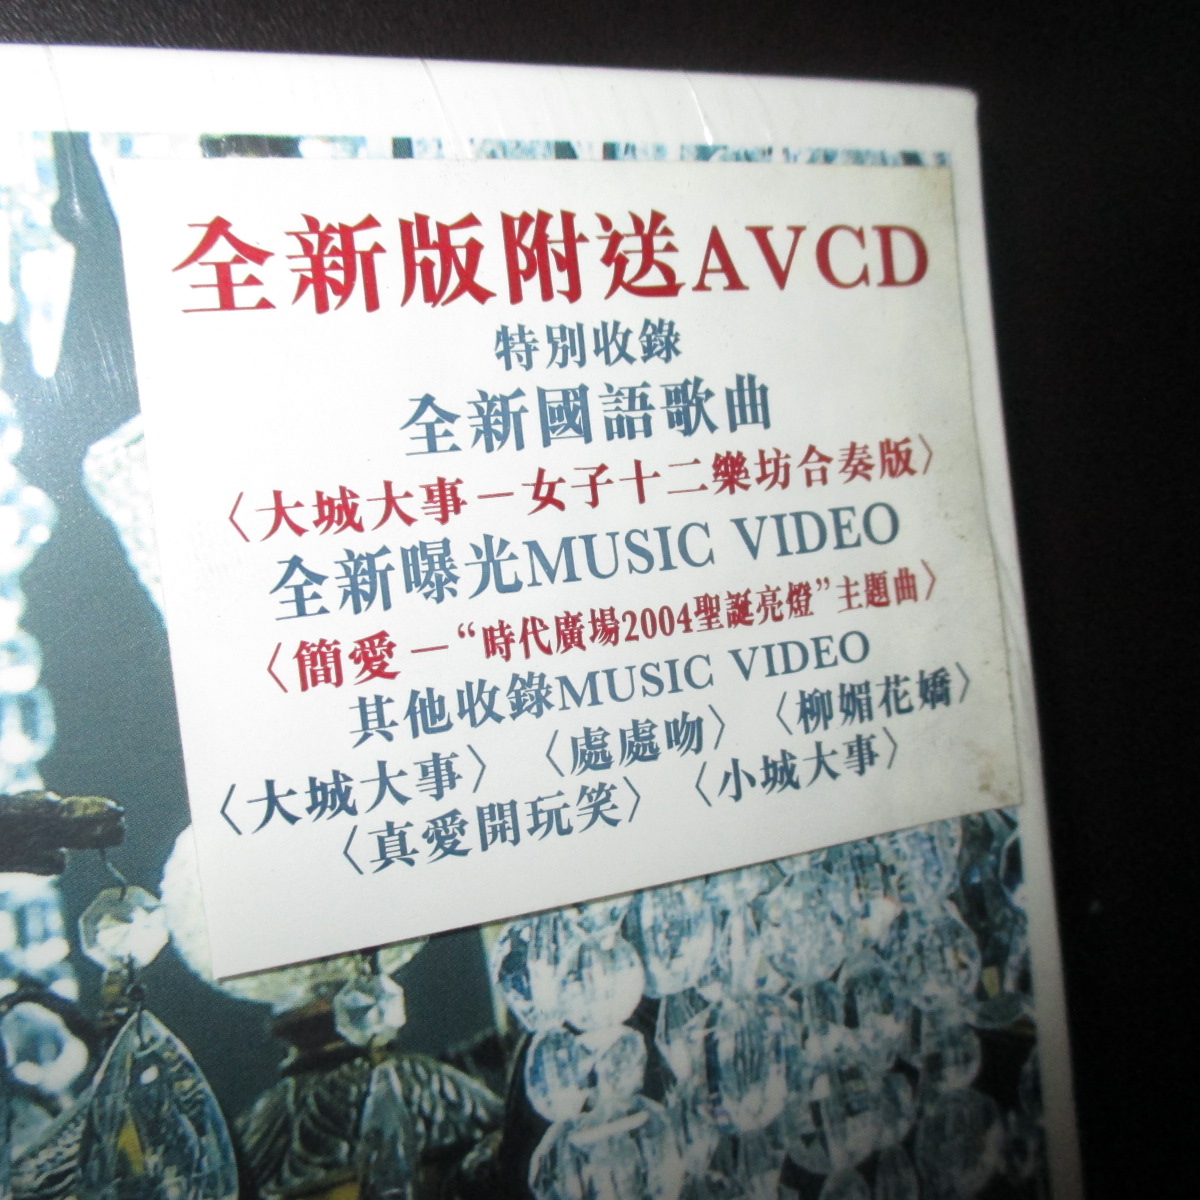 全新版附送AVCD
特別收錄
全新國語歌曲
〈大城大事－女子十二樂坊合奏版〉
全新曝光MUSIC VIDEO
〈簡愛－“時代廣場2004聖誕亮燈”主題曲〉
其他收錄MUSIC VIDEO
〈大城大事〉 〈處處吻〉 〈柳媚花嬌〉
〈真愛開玩笑〉 〈小城大事〉